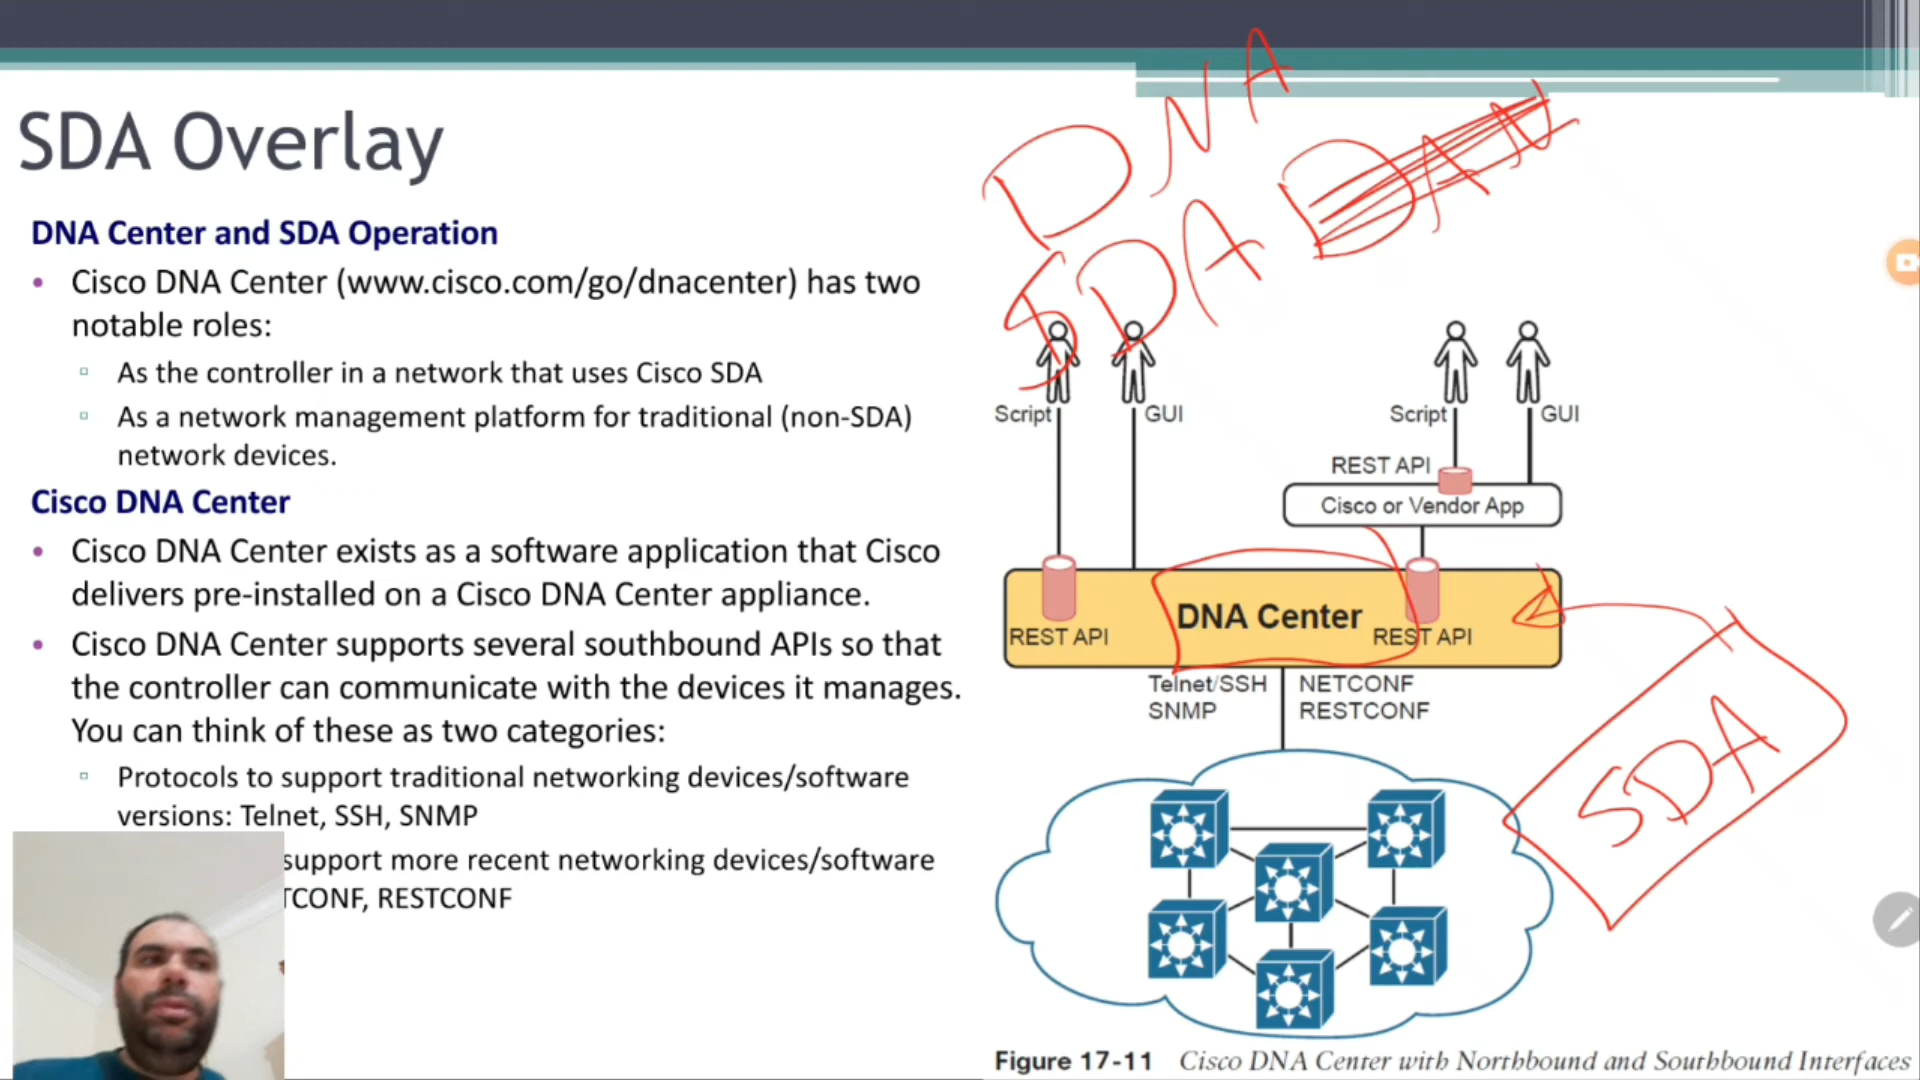 SDA Overlay
DNA Center and SDA Operation
• Cisco DNA Center (www.cisco.com/go/dnacenter) has two
notable roles:
▫ As the controller in a network that uses Cisco SDA
▫ As a network management platform for traditional (non-SDA)
network devices.
Cisco DNA Center
• Cisco DNA Center exists as a software application that Cisco
delivers pre-installed on a Cisco DNA Center appliance.
• Cisco DNA Center supports several southbound APIs so that
the controller can communicate with the devices it manages.
You can think of these as two categories:
▫ Protocols to support traditional networking devices/software
versions: Telnet, SSH, SNMP
support more recent networking devices/software
TCONF, RESTCONF
DNA
SDA DAN
Script GUI
Script GUI
REST API
Cisco or Vendor App
DNA Center
REST API REST API
Telnet/SSH NETCONF
SNMP RESTCONF
SDA
Figure 17-11 Cisco DNA Center with Northbound and Southbound Interfaces